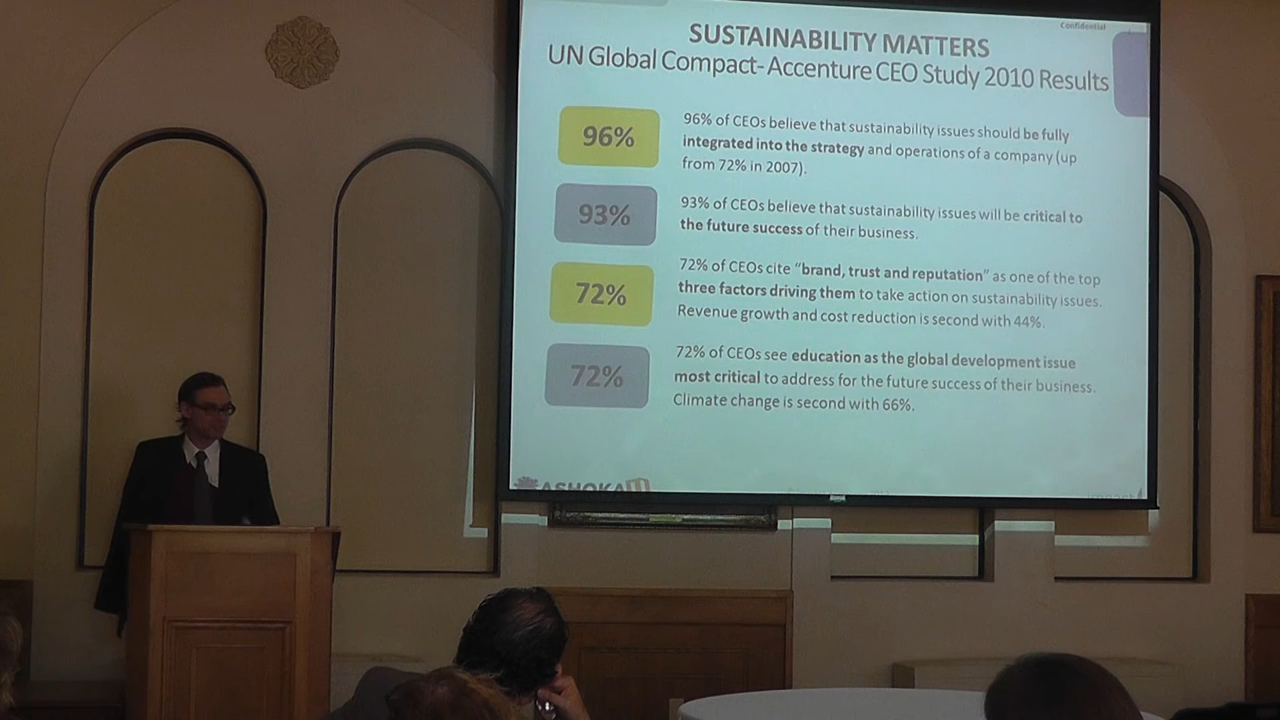 Confidential
SUSTAINABILITY MATTERS
UN Global Compact- Accenture CEO Study 2010 Results
96%
96% of CEOs believe that sustainability issues should be fully
integrated into the strategy and operations of a company (up
from 72% in 2007).
93%
93% of CEOs believe that sustainability issues will be critical to
the future success of their business.
72%
72% of CEOs cite "brand, trust and reputation" as one of the top
three factors driving them to take action on sustainability issues.
Revenue growth and cost reduction is second with 44%.
72%
72% of CEOs see education as the global development issue
most critical to address for the future success of their business.
Climate change is second with 66%.
ASHOKA